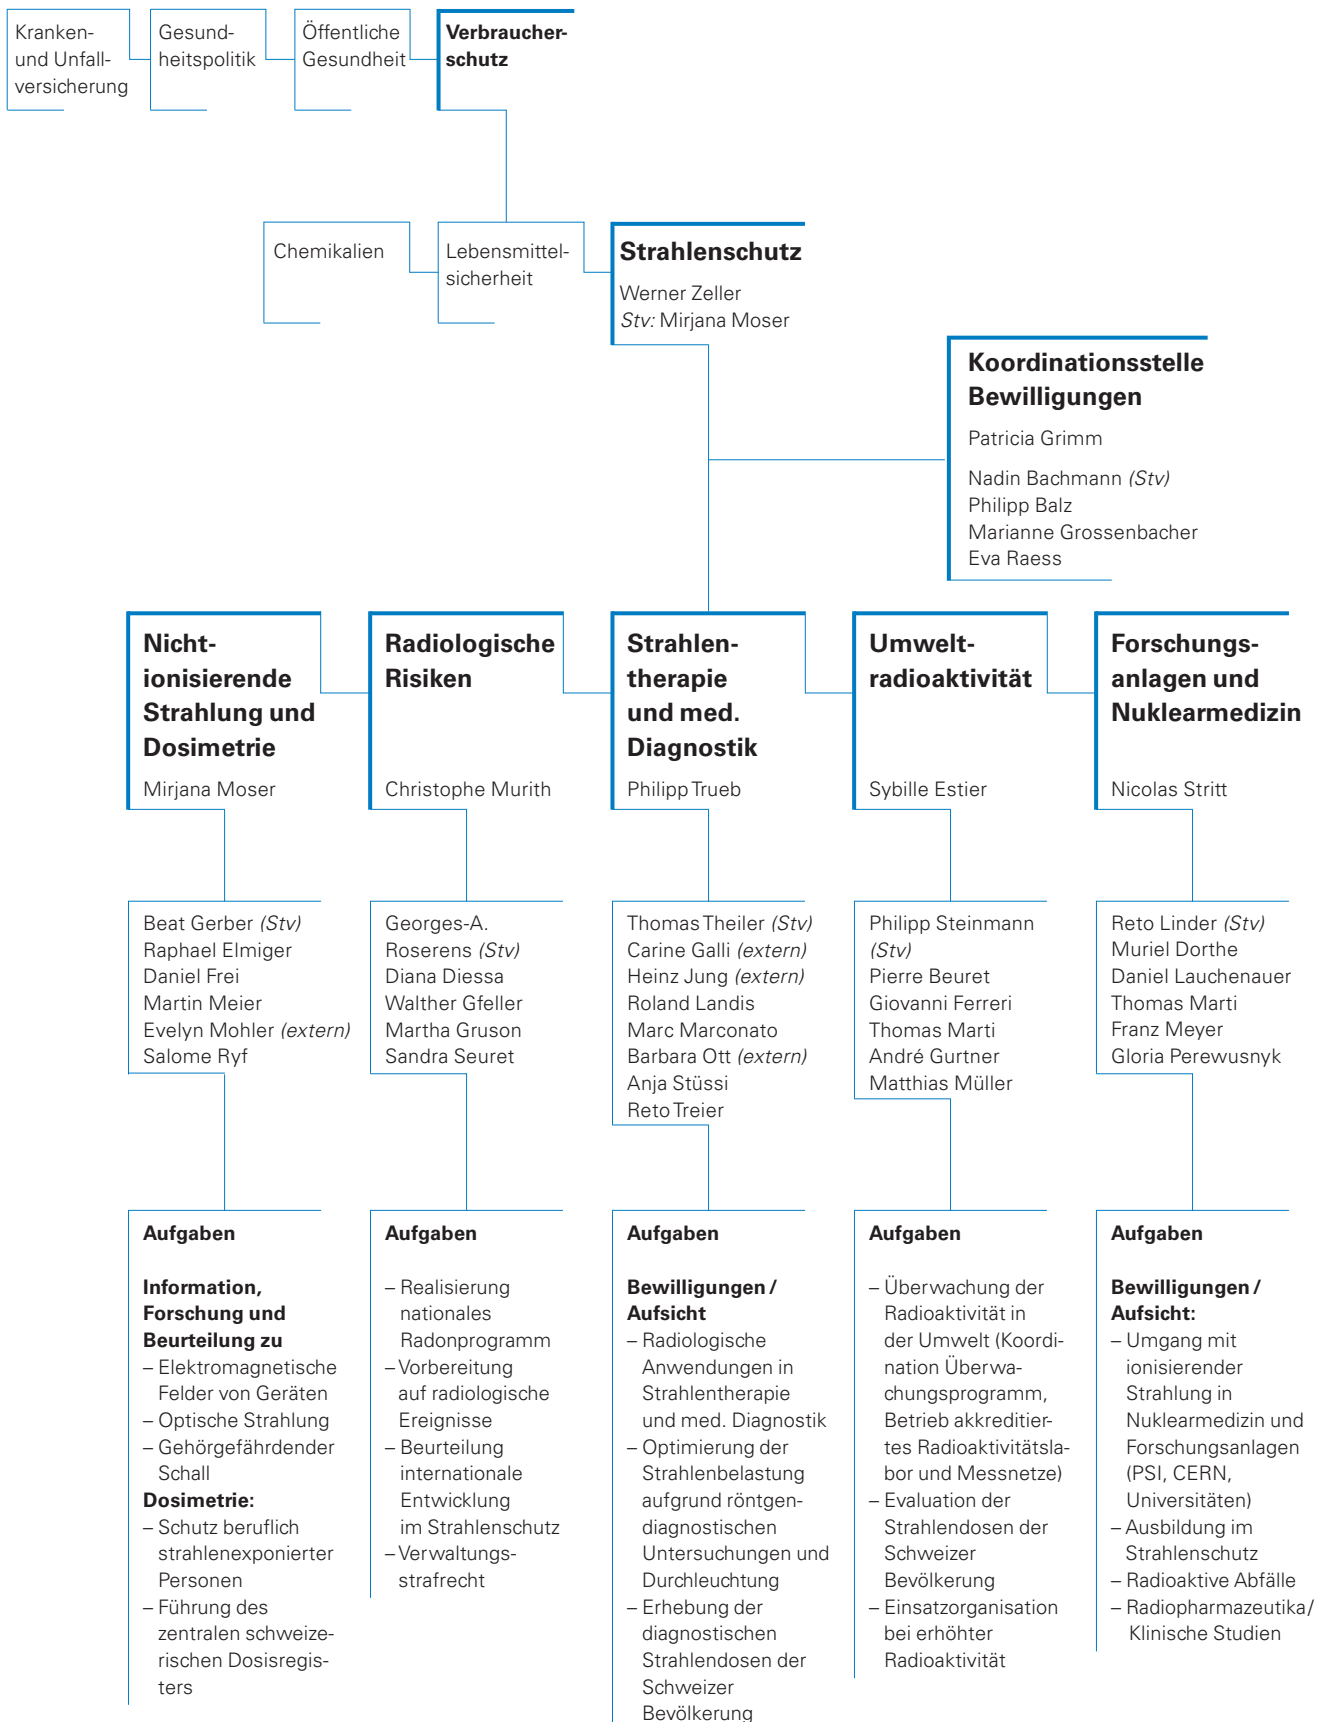 Kranken-
und Unfall-
versicherung
Gesund-
heitspolitik
Öffentliche
Gesundheit
Verbraucher-
schutz
Chemikalien
Lebensmittel-
sicherheit
Strahlenschutz
Werner Zeller
Stv: Mirjana Moser
Koordinationsstelle
Bewilligungen
Patricia Grimm
Nadin Bachmann (Stv)
Philipp Balz
Marianne Grossenbacher
Eva Raess
Nicht-
ionisierende
Strahlung und
Dosimetrie
Mirjana Moser
Radiologische
Risiken
Christophe Murith
Strahlen-
therapie
und med.
Diagnostik
Philipp Trueb
Umwelt-
radioaktivität
Sybille Estier
Forschungs-
anlagen und
Nuklearmedizin
Nicolas Stritt
Beat Gerber (Stv)
Raphael Elmiger
Daniel Frei
Martin Meier
Evelyn Mohler (extern)
Salome Ryf
Georges-A.
Roserens (Stv)
Diana Diessa
Walther Gfeller
Martha Gruson
Sandra Seuret
Thomas Theiler (Stv)
Carine Galli (extern)
Heinz Jung (extern)
Roland Landis
Marc Marconato
Barbara Ott (extern)
Anja Stüssi
Reto Treier
Philipp Steinmann
(Stv)
Pierre Beuret
Giovanni Ferreri
Thomas Marti
André Gurtner
Matthias Müller
Reto Linder (Stv)
Muriel Dorthe
Daniel Lauchenauer
Thomas Marti
Franz Meyer
Gloria Perewusnyk
Aufgaben
Information,
Forschung und
Beurteilung zu
– Elektromagnetische
Felder von Geräten
– Optische Strahlung
– Gehörgefährdender
Schall
Dosimetrie:
– Schutz beruflich
strahlenexponierter
Personen
– Führung des
zentralen schweize-
rischen Dosisregis-
ters
Aufgaben
– Realisierung
nationales
Radonprogramm
– Vorbereitung
auf radiologische
Ereignisse
– Beurteilung
internationale
Entwicklung
im Strahlenschutz
– Verwaltungs-
strafrecht
Aufgaben
Bewilligungen /
Aufsicht
– Radiologische
Anwendungen in
Strahlentherapie
und med. Diagnostik
– Optimierung der
Strahlenbelastung
aufgrund röntgen-
diagnostischen
Untersuchungen und
Durchleuchtung
– Erhebung der
diagnostischen
Strahlendosen der
Schweizer
Bevölkerung
Aufgaben
– Überwachung der
Radioaktivität in
der Umwelt (Koordi-
nation Überwa-
chungsprogramm,
Betrieb akkreditier-
tes Radioaktivitätsla-
bor und Messnetze)
– Evaluation der
Strahlendosen der
Schweizer
Bevölkerung
– Einsatzorganisation
bei erhöhter
Radioaktivität
Aufgaben
Bewilligungen /
Aufsicht:
– Umgang mit
ionisierender
Strahlung in
Nuklearmedizin und
Forschungsanlagen
(PSI, CERN,
Universitäten)
– Ausbildung im
Strahlenschutz
– Radioaktive Abfälle
– Radiopharmazeutika/
Klinische Studien